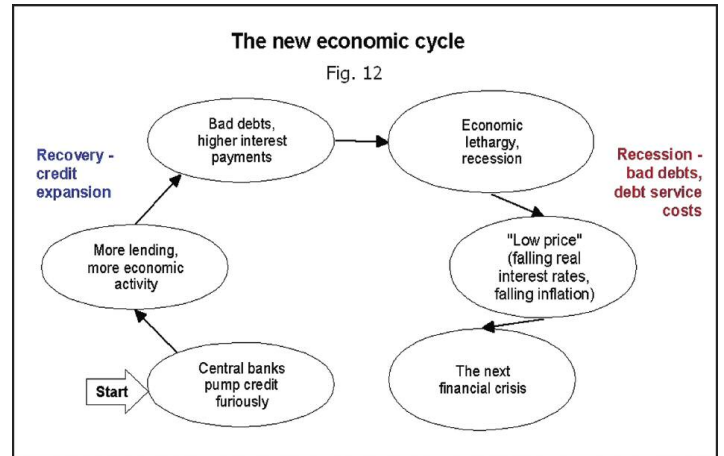 The new economic cycle
Fig. 12
Bad debts,
higher interest
payments
Economic
lethargy,
recession
Recovery -
credit
expansion
Recession -
bad debts,
debt service
costs
More lending,
more economic
activity
"Low price"
(falling real
interest rates,
falling inflation)
Start
Central banks
pump credit
furiously
The next
financial crisis